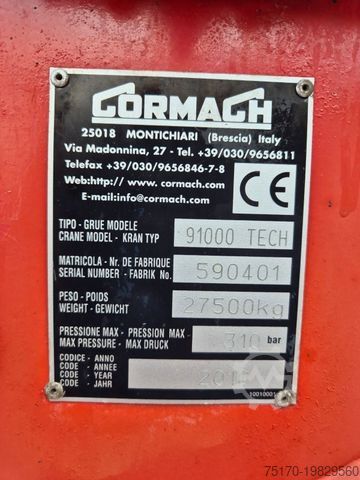 CORMACH
25018 MONTICHIARI (Brescia) Italy
Via Madonnina, 27 - Tel. +39/030/9656811
Telefax +39/030/9656846-7-8
Web:http:// www.cormach.com
E-mail:info@cormach.com
CE
TIPO - GRUE MODELE
CRANE MODEL - KRAN TYP
91000 TECH
MATRICOLA - Nr. DE FABRIQUE
SERIAL NUMBER - FABRIK No.
590401
PESO - POIDS
WEIGHT - GEWICHT
27500kg
PRESSIONE MAX - PRESSION MAX
MAX PRESSURE - MAX DRUCK
310 bar
CODICE - ANNO
CODE - ANNEE
CODE - YEAR
CODE - JAHR
75170-19829560